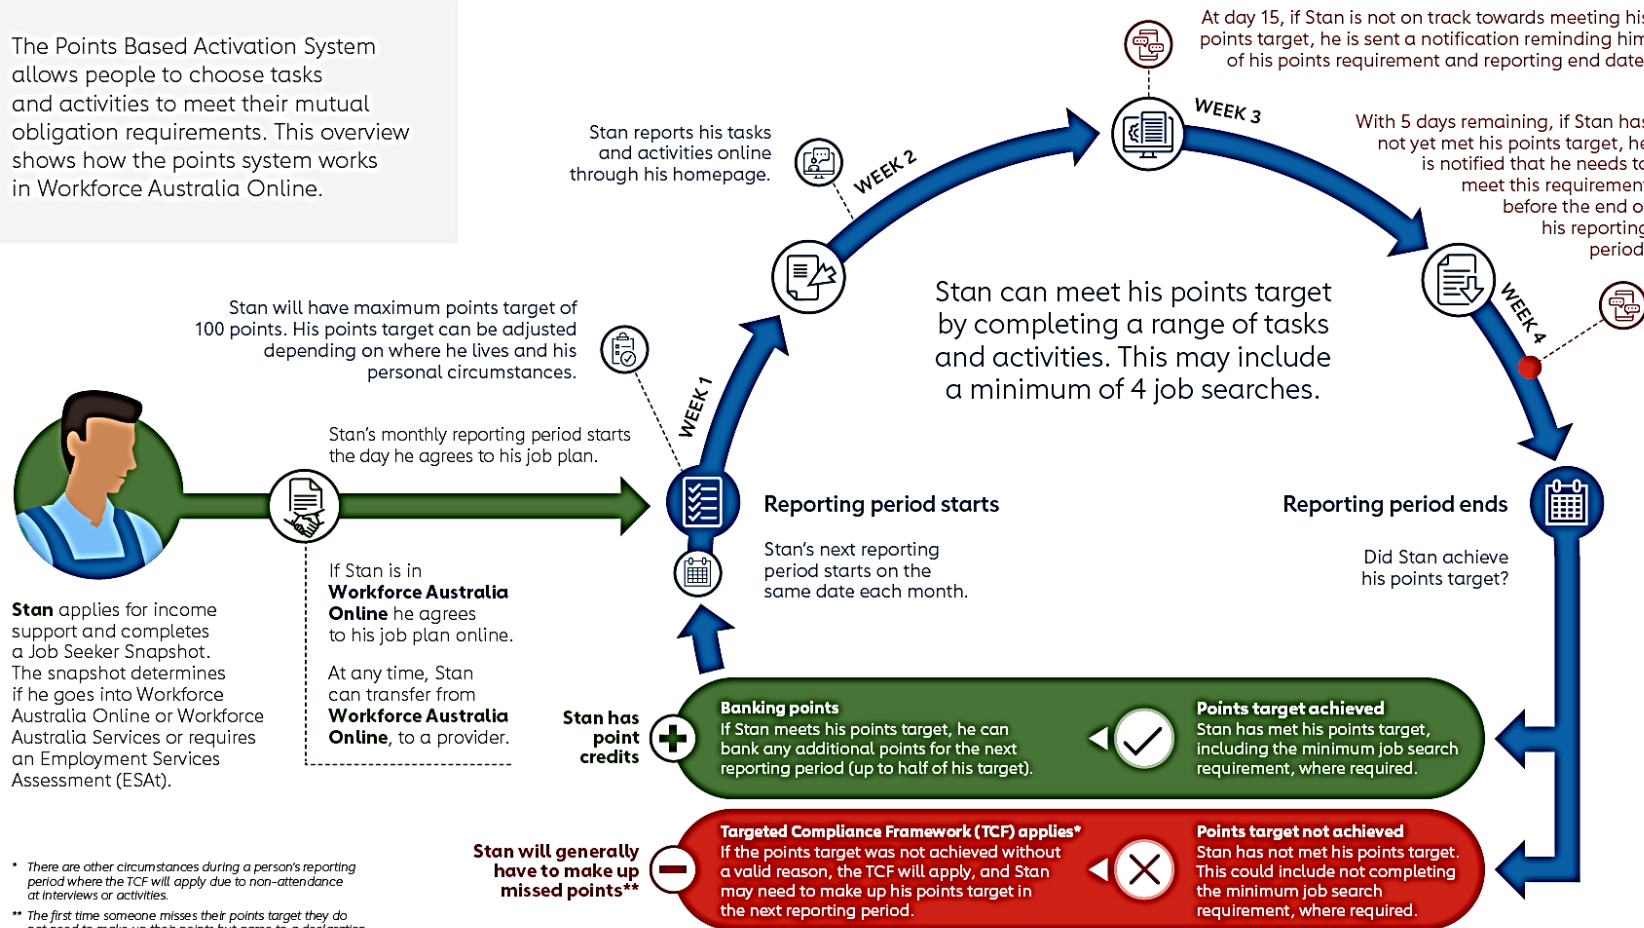 The Points Based Activation System
allows people to choose tasks
and activities to meet their mutual
obligation requirements. This overview
shows how the points system works
in Workforce Australia Online.
At day 15, if Stan is not on track towards meeting his
points target, he is sent a notification reminding him
of his points requirement and reporting end date
With 5 days remaining, if Stan has
not yet met his points target, he
is notified that he needs to
meet this requirement
before the end of
his reporting
period
Stan reports his tasks
and activities online
through his homepage.
WEEK 2
WEEK 3
WEEK 4
Stan will have maximum points target of
100 points. His points target can be adjusted
depending on where he lives and his
personal circumstances.
WEEK 1
Stan can meet his points target
by completing a range of tasks
and activities. This may include
a minimum of 4 job searches.
Stan's monthly reporting period starts
the day he agrees to his job plan.
Reporting period starts
Stan's next reporting
period starts on the
same date each month.
Reporting period ends
Did Stan achieve
his points target?
Stan applies for income
support and completes
a Job Seeker Snapshot.
The snapshot determines
if he goes into Workforce
Australia Online or Workforce
Australia Services or requires
an Employment Services
Assessment (ESAt).
If Stan is in
Workforce Australia
Online he agrees
to his job plan online.
At any time, Stan
can transfer from
Workforce Australia
Online, to a provider.
Stan has
point
credits
Banking points
If Stan meets his points target, he can
bank any additional points for the next
reporting period (up to half of his target).
Points target achieved
Stan has met his points target,
including the minimum job search
requirement, where required.
Stan will generally
have to make up
missed points**
Targeted Compliance Framework (TCF) applies*
If the points target was not achieved without
a valid reason, the TCF will apply, and Stan
may need to make up his points target in
the next reporting period.
Points target not achieved
Stan has not met his points target.
This could include not completing
the minimum job search
requirement, where required.
* There are other circumstances during a person's reporting
period where the TCF will apply due to non-attendance
at interviews or activities.
** The first time someone misses their points target they do
not need to make up their points but agree to a declaration